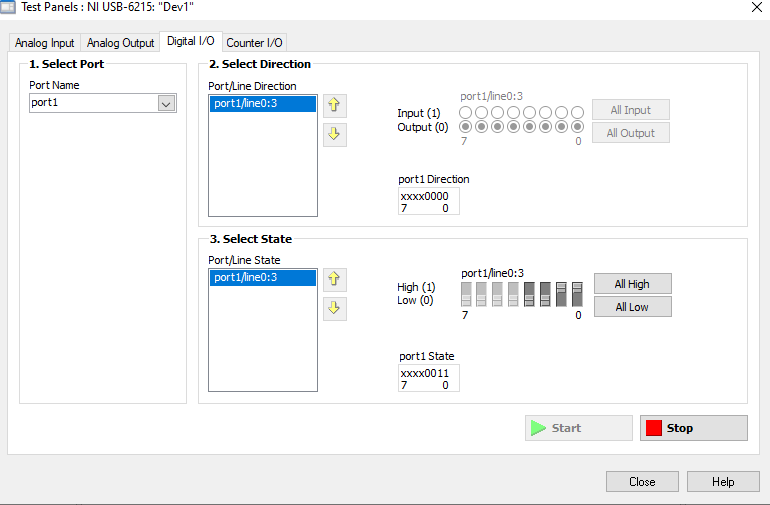 Test Panels : NI USB-6215: "Dev1"
Analog Input Analog Output Digital I/O Counter I/O
1. Select Port
Port Name
port1
2. Select Direction
Port/Line Direction
port1/line0:3
port1/line0:3
Input (1)
Output (0)
7 0
All Input
All Output
port1 Direction
xxxx0000
7 0
3. Select State
Port/Line State
port1/line0:3
port1/line0:3
High (1)
Low (0)
7 0
All High
All Low
port1 State
xxxx0011
7 0
Start
Stop
Close
Help